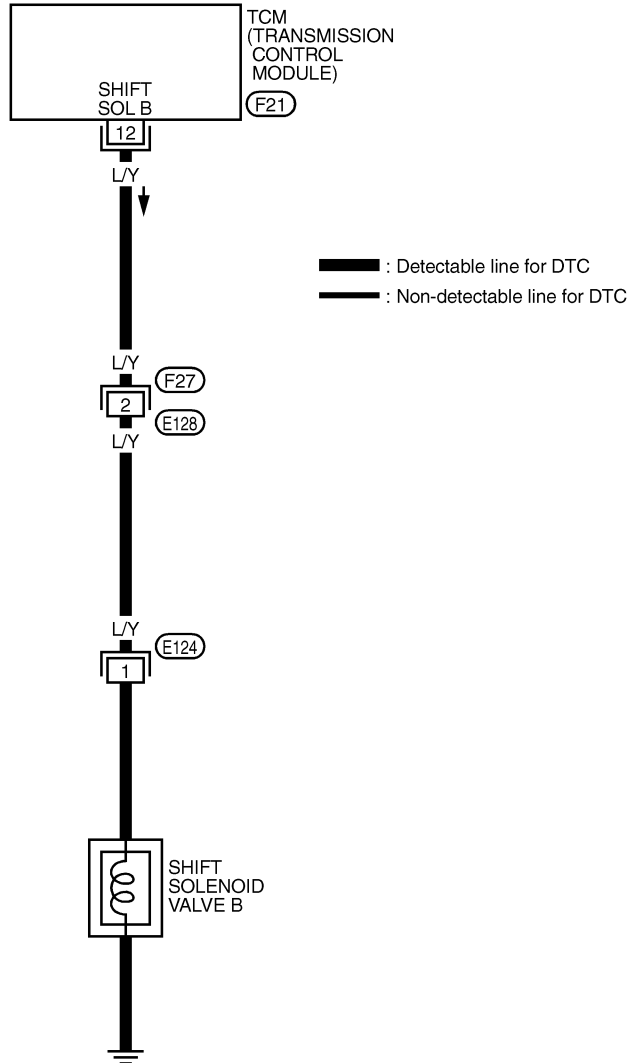 TCM
(TRANSMISSION
CONTROL
MODULE)
SHIFT
SOL B
F21
12
L/Y
: Detectable line for DTC
: Non-detectable line for DTC
L/Y
F27
2
E128
L/Y
L/Y
E124
1
SHIFT
SOLENOID
VALVE B